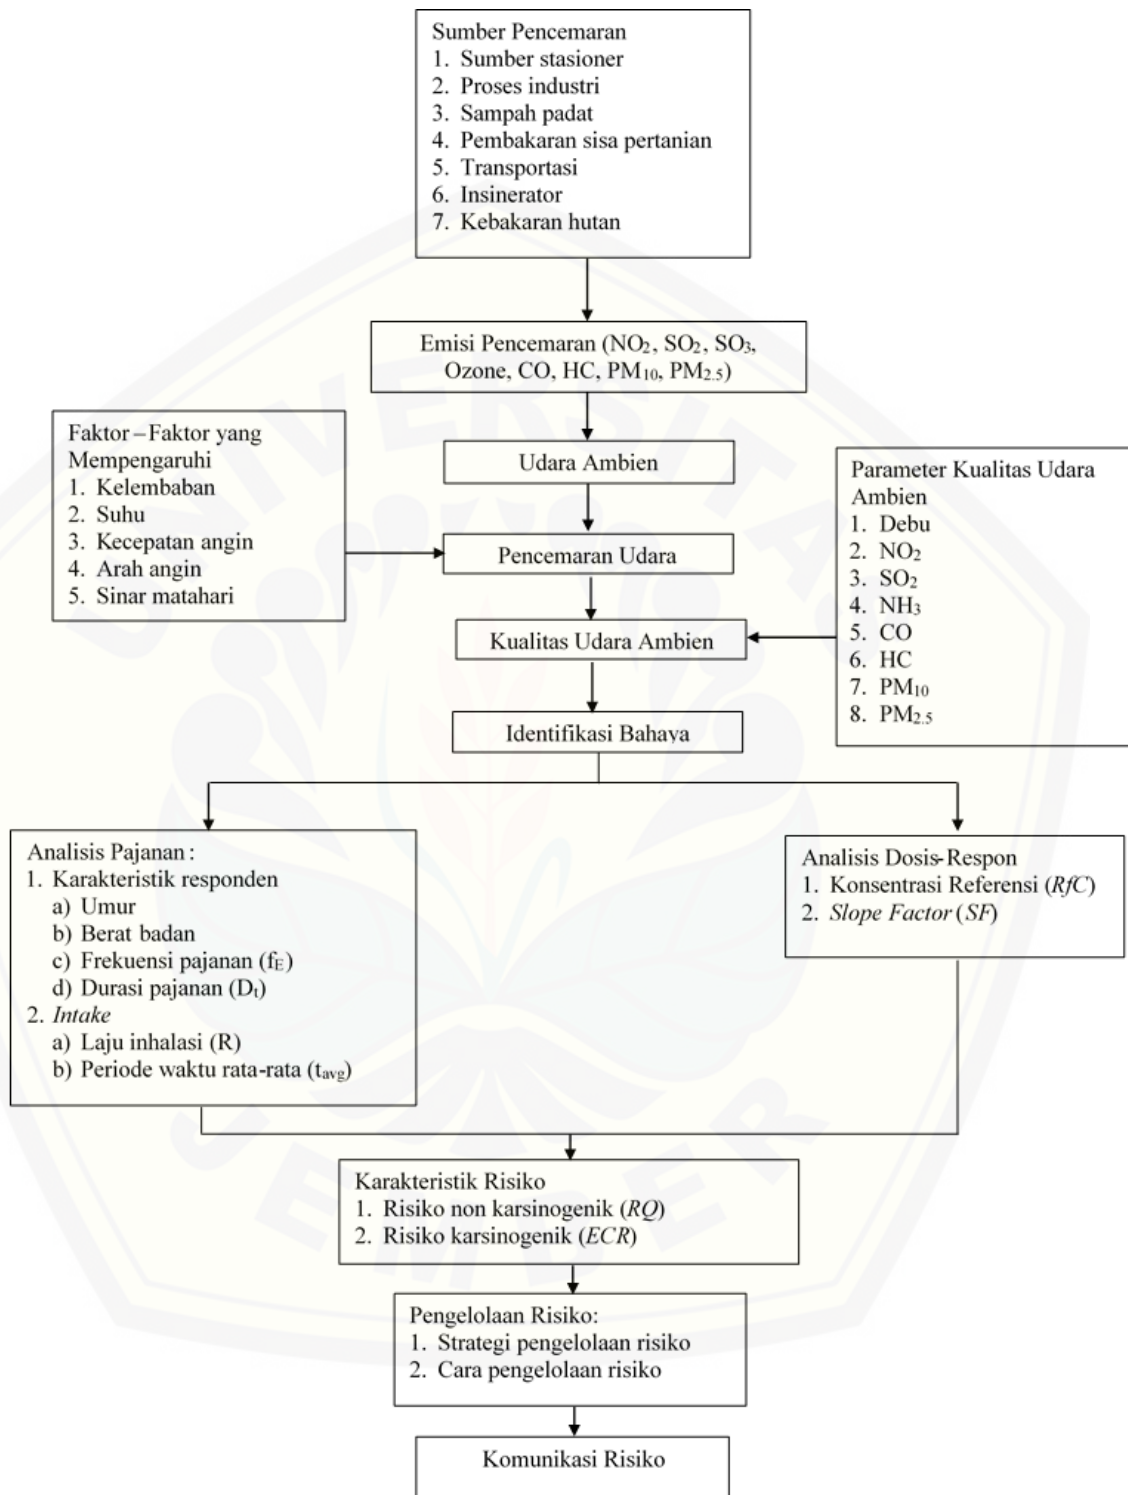 Sumber Pencemaran
1. Sumber stasioner
2. Proses industri
3. Sampah padat
4. Pembakaran sisa pertanian
5. Transportasi
6. Insinerator
7. Kebakaran hutan
Emisi Pencemaran (NO₂, SO₂, SO₃,
Ozone, CO, HC, PM₁₀, PM₂.₅)
Udara Ambien
Faktor – Faktor yang
Mempengaruhi
1. Kelembaban
2. Suhu
3. Kecepatan angin
4. Arah angin
5. Sinar matahari
Pencemaran Udara
Parameter Kualitas Udara
Ambien
1. Debu
2. NO₂
3. SO₂
4. NH₃
5. CO
6. HC
7. PM₁₀
8. PM₂.₅
Kualitas Udara Ambien
Identifikasi Bahaya
Analisis Pajanan :
1. Karakteristik responden
a) Umur
b) Berat badan
c) Frekuensi pajanan (fE)
d) Durasi pajanan (Dt)
2. Intake
a) Laju inhalasi (R)
b) Periode waktu rata-rata (tavg)
Analisis Dosis-Respon
1. Konsentrasi Referensi (RfC)
2. Slope Factor (SF)
Karakteristik Risiko
1. Risiko non karsinogenik (RQ)
2. Risiko karsinogenik (ECR)
Pengelolaan Risiko:
1. Strategi pengelolaan risiko
2. Cara pengelolaan risiko
Komunikasi Risiko
UNIVERSITAS
JEMBER